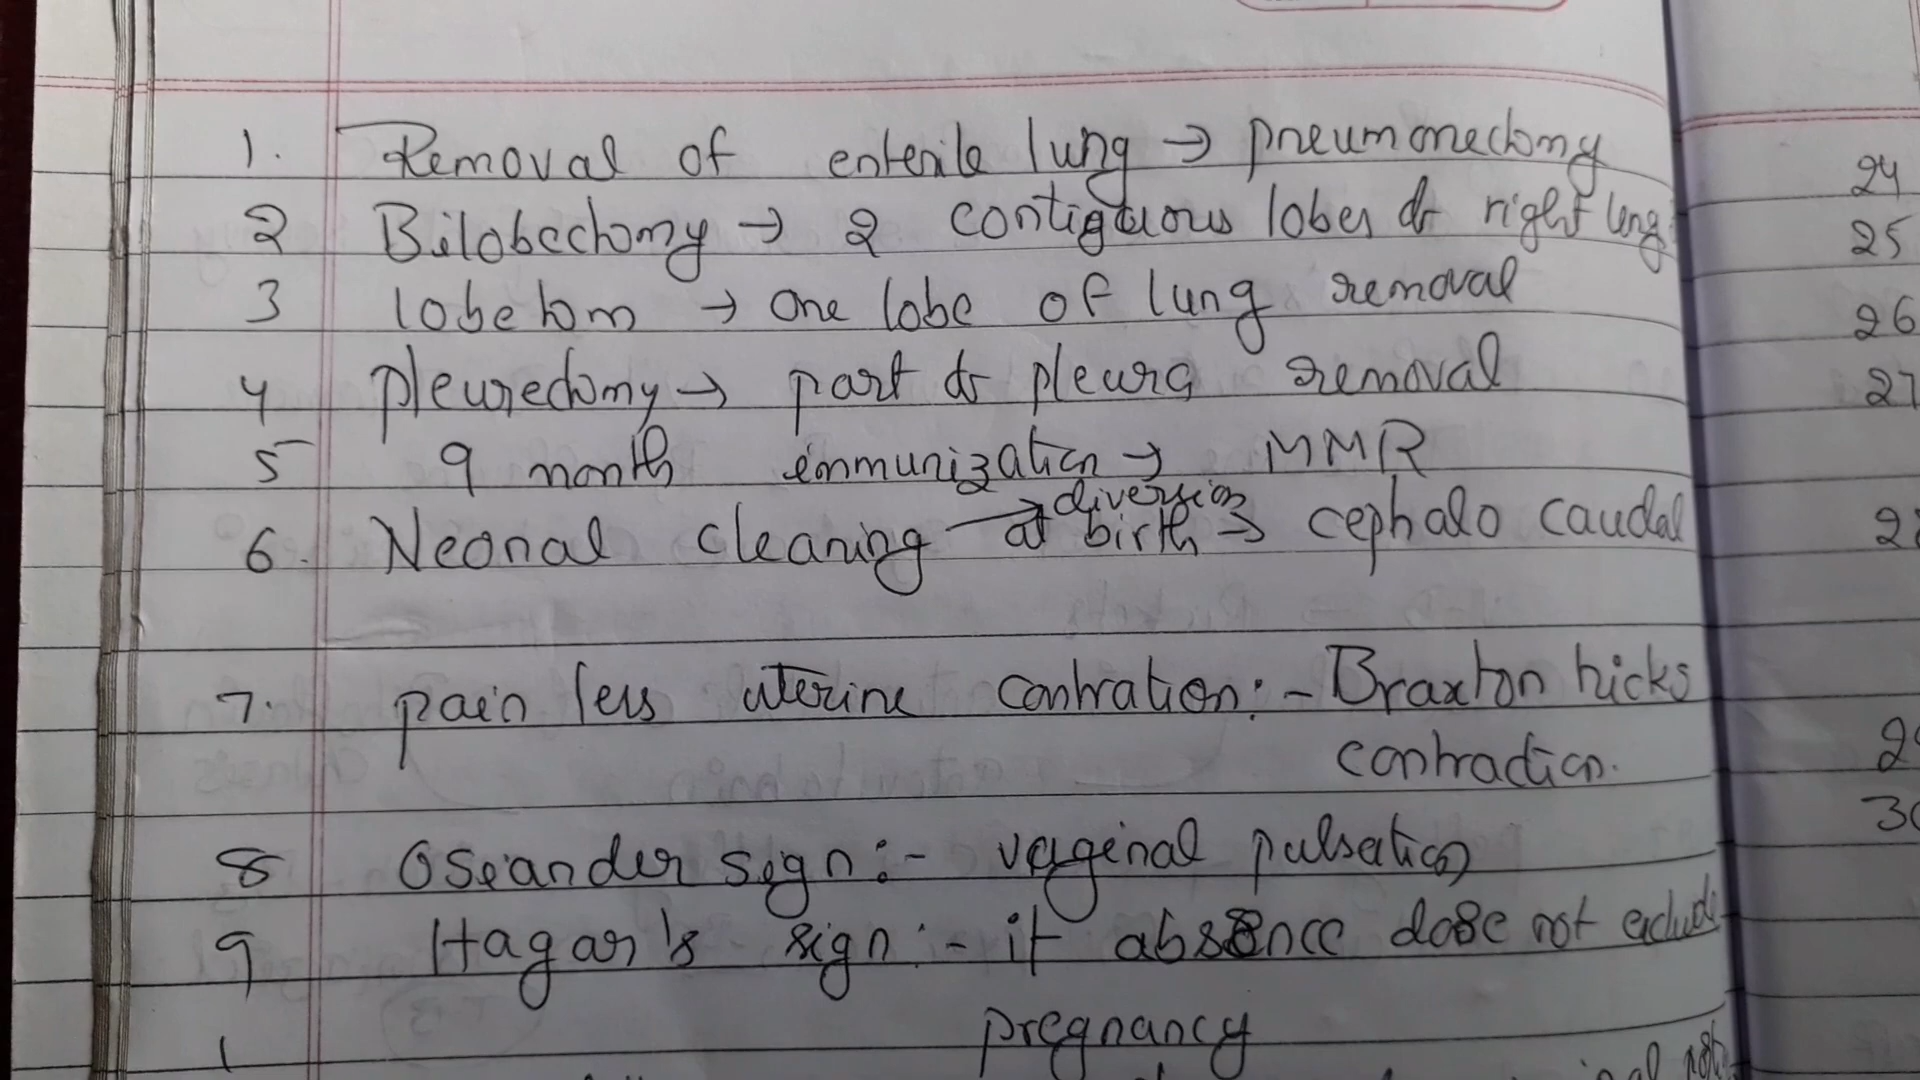 1. Removal of enterile lung → pneumonectomy
2 Bilobectomy → 2 contiguous lobes of right lung
3 lobetom → one lobe of lung removal
4 pleurectomy → part of pleura removal
5 9 month immunization → MMR
→ diversion
6. Neonal cleaning at birth → cephalo caudal
7. pain less uterine contration :- Braxton hicks
contraction.
8 Oseander sign :- vaginal pulsation
9 Hagar's sign :- if absence dose not exclude
pregnancy
1
24
25
26
27